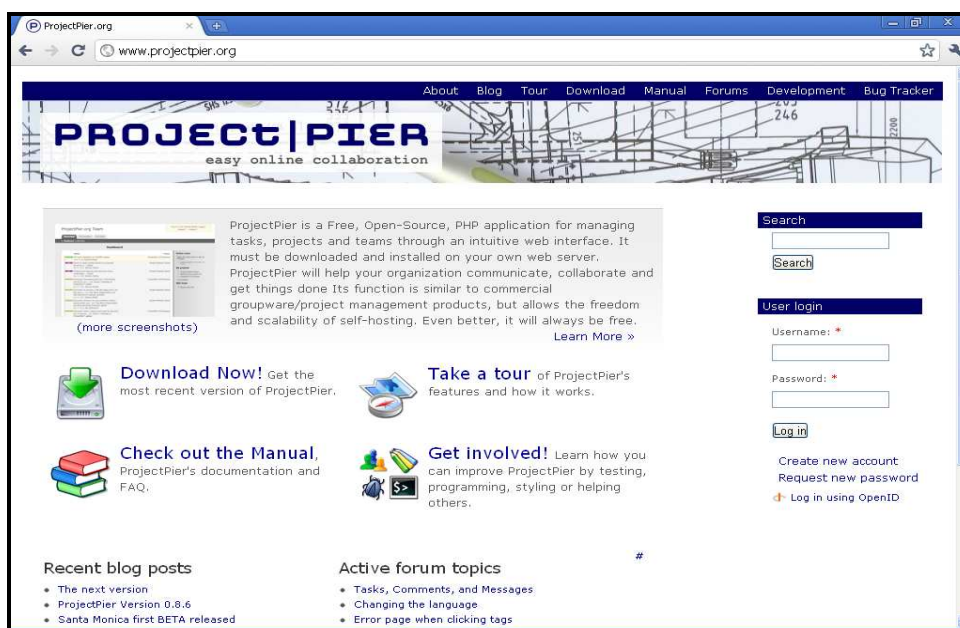 ProjectPier.org
www.projectpier.org
About Blog Tour Download Manual Forums Development Bug Tracker
PROJECT|PIER
easy online collaboration
246
2200
ProjectPier is a Free, Open-Source, PHP application for managing
tasks, projects and teams through an intuitive web interface. It
must be downloaded and installed on your own web server.
ProjectPier will help your organization communicate, collaborate and
get things done Its function is similar to commercial
groupware/project management products, but allows the freedom
and scalability of self-hosting. Even better, it will always be free.
Learn More »
(more screenshots)
Download Now! Get the
most recent version of ProjectPier.
Take a tour of ProjectPier's
features and how it works.
Check out the Manual,
ProjectPier's documentation and
FAQ.
Get involved! Learn how you
can improve ProjectPier by testing,
programming, styling or helping
others.
#
Recent blog posts
The next version
ProjectPier Version 0.8.6
Santa Monica first BETA released
Active forum topics
Tasks, Comments, and Messages
Changing the language
Error page when clicking tags
Search
Search
User login
Username: *
Password: *
Log in
Create new account
Request new password
Log in using OpenID